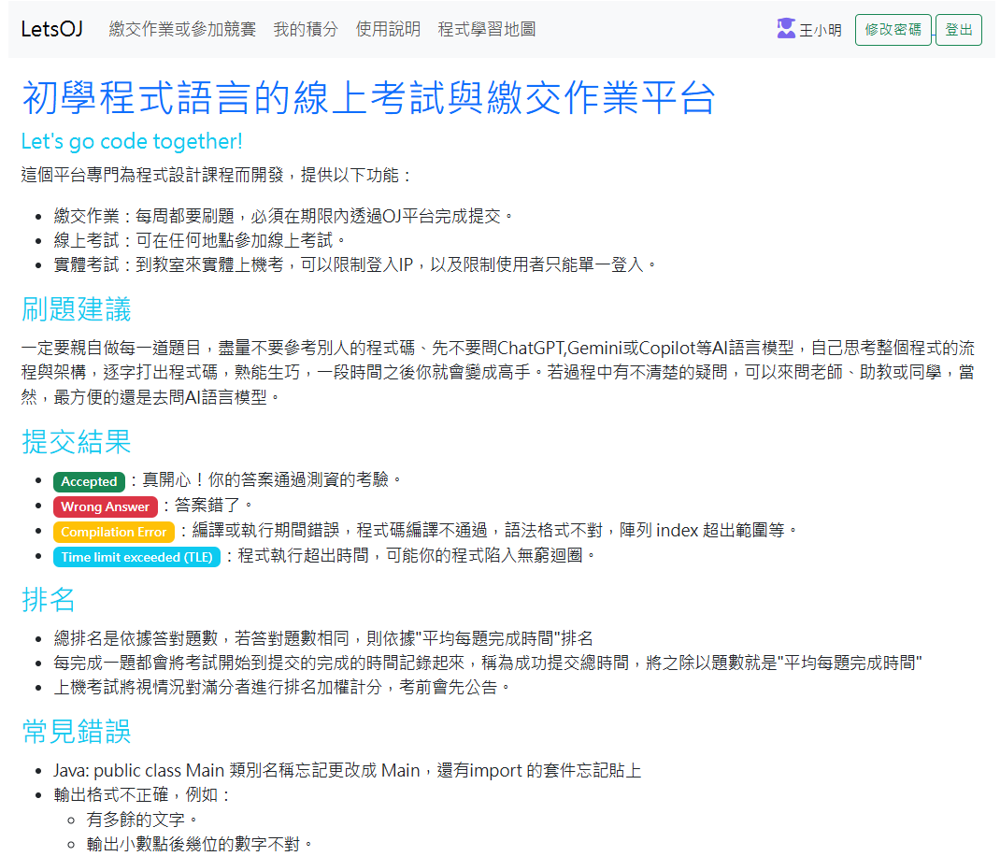 LetsOJ 繳交作業或參加競賽 我的積分 使用說明 程式學習地圖 王小明 修改密碼 登出
初學程式語言的線上考試與繳交作業平台
Let's go code together!
這個平台專門為程式設計課程而開發，提供以下功能：
繳交作業：每周都要刷題，必須在期限內透過OJ平台完成提交。
線上考試：可在任何地點參加線上考試。
實體考試：到教室來實體上機考，可以限制登入IP，以及限制使用者只能單一登入。
刷題建議
一定要親自做每一道題目，盡量不要參考別人的程式碼、先不要問ChatGPT,Gemini或Copilot等AI語言模型，自己思考整個程式的流
程與架構，逐字打出程式碼，熟能生巧，一段時間之後你就會變成高手。若過程中有不清楚的疑問，可以來問老師、助教或同學，當
然，最方便的還是去問AI語言模型。
提交結果
Accepted：真開心！你的答案通過測資的考驗。
Wrong Answer：答案錯了。
Compilation Error：編譯或執行期間錯誤，程式碼編譯不通過，語法格式不對，陣列 index 超出範圍等。
Time limit exceeded (TLE)：程式執行超出時間，可能你的程式陷入無窮迴圈。
排名
總排名是依據答對題數，若答對題數相同，則依據"平均每題完成時間"排名
每完成一題都會將考試開始到提交的完成的時間記錄起來，稱為成功提交總時間，將之除以題數就是"平均每題完成時間"
上機考試將視情況對滿分者進行排名加權計分，考前會先公告。
常見錯誤
Java: public class Main 類別名稱忘記更改成 Main，還有import 的套件忘記貼上
輸出格式不正確，例如：
有多餘的文字。
輸出小數點後幾位的數字不對。